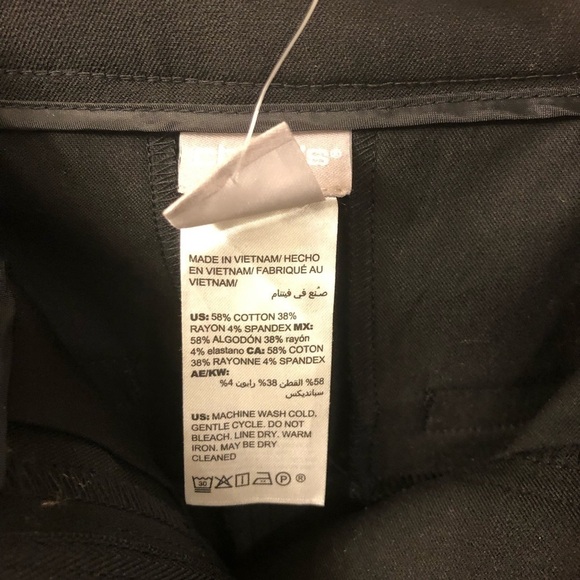 MADE IN VIETNAM/ HECHO
EN VIETNAM/ FABRIQUÉ AU
VIETNAM/
صنع في فيتنام
US: 58% COTTON 38%
RAYON 4% SPANDEX MX:
58% ALGODÓN 38% rayón
4% elastano CA: 58% COTON
38% RAYONNE 4% SPANDEX
AE/KW:
58% القطن 38% رايون 4%
سبانديكس
US: MACHINE WASH COLD,
GENTLE CYCLE. DO NOT
BLEACH. LINE DRY. WARM
IRON. MAY BE DRY
CLEANED
30 P ®